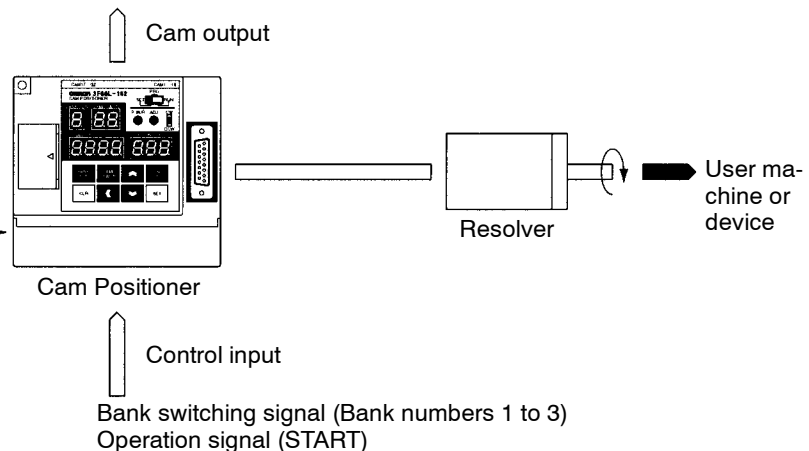 Cam output
OMRON 3F88L-162
CAM POSITIONER
User ma-
chine or
device
Resolver
Cam Positioner
Control input
Bank switching signal (Bank numbers 1 to 3)
Operation signal (START)